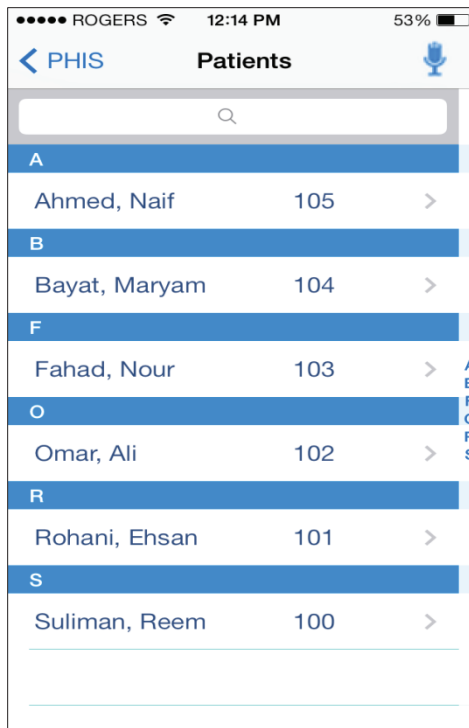 ROGERS 12:14 PM 53%
PHIS Patients
A
Ahmed, Naif 105
B
Bayat, Maryam 104
F
Fahad, Nour 103
O
Omar, Ali 102
R
Rohani, Ehsan 101
S
Suliman, Reem 100